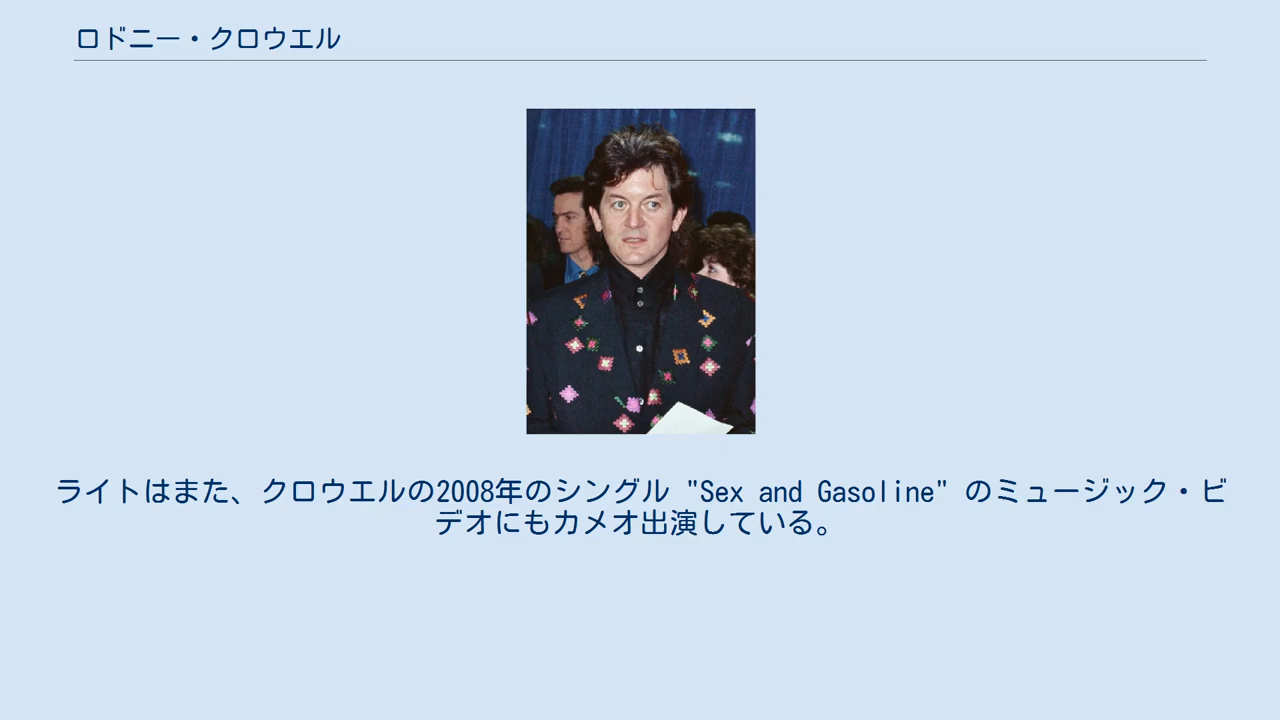 ロドニー・クロウエル
ライトはまた、クロウエルの2008年のシングル "Sex and Gasoline" のミュージック・ビ
デオにもカメオ出演している。